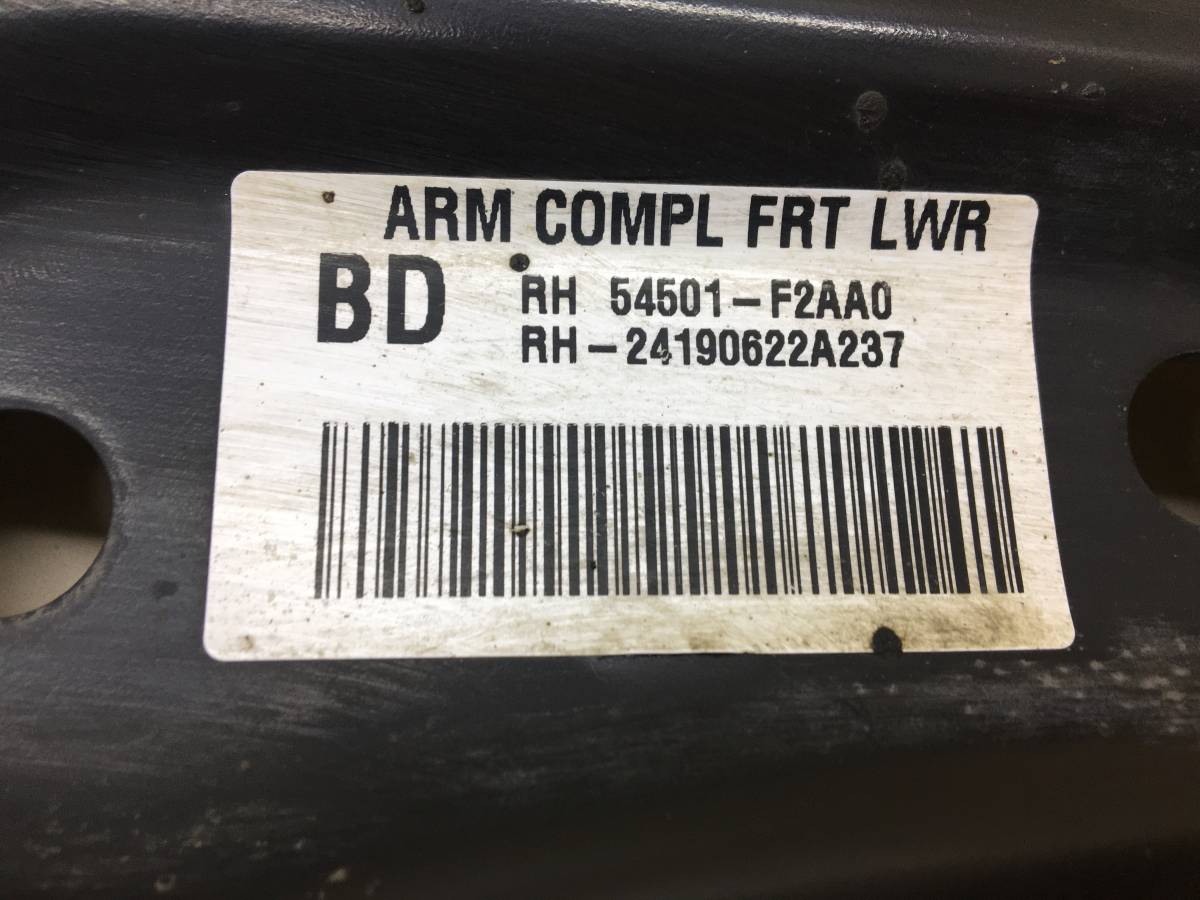 ARM COMPL FRT LWR
BD
RH 54501-F2AA0
RH-24190622A237